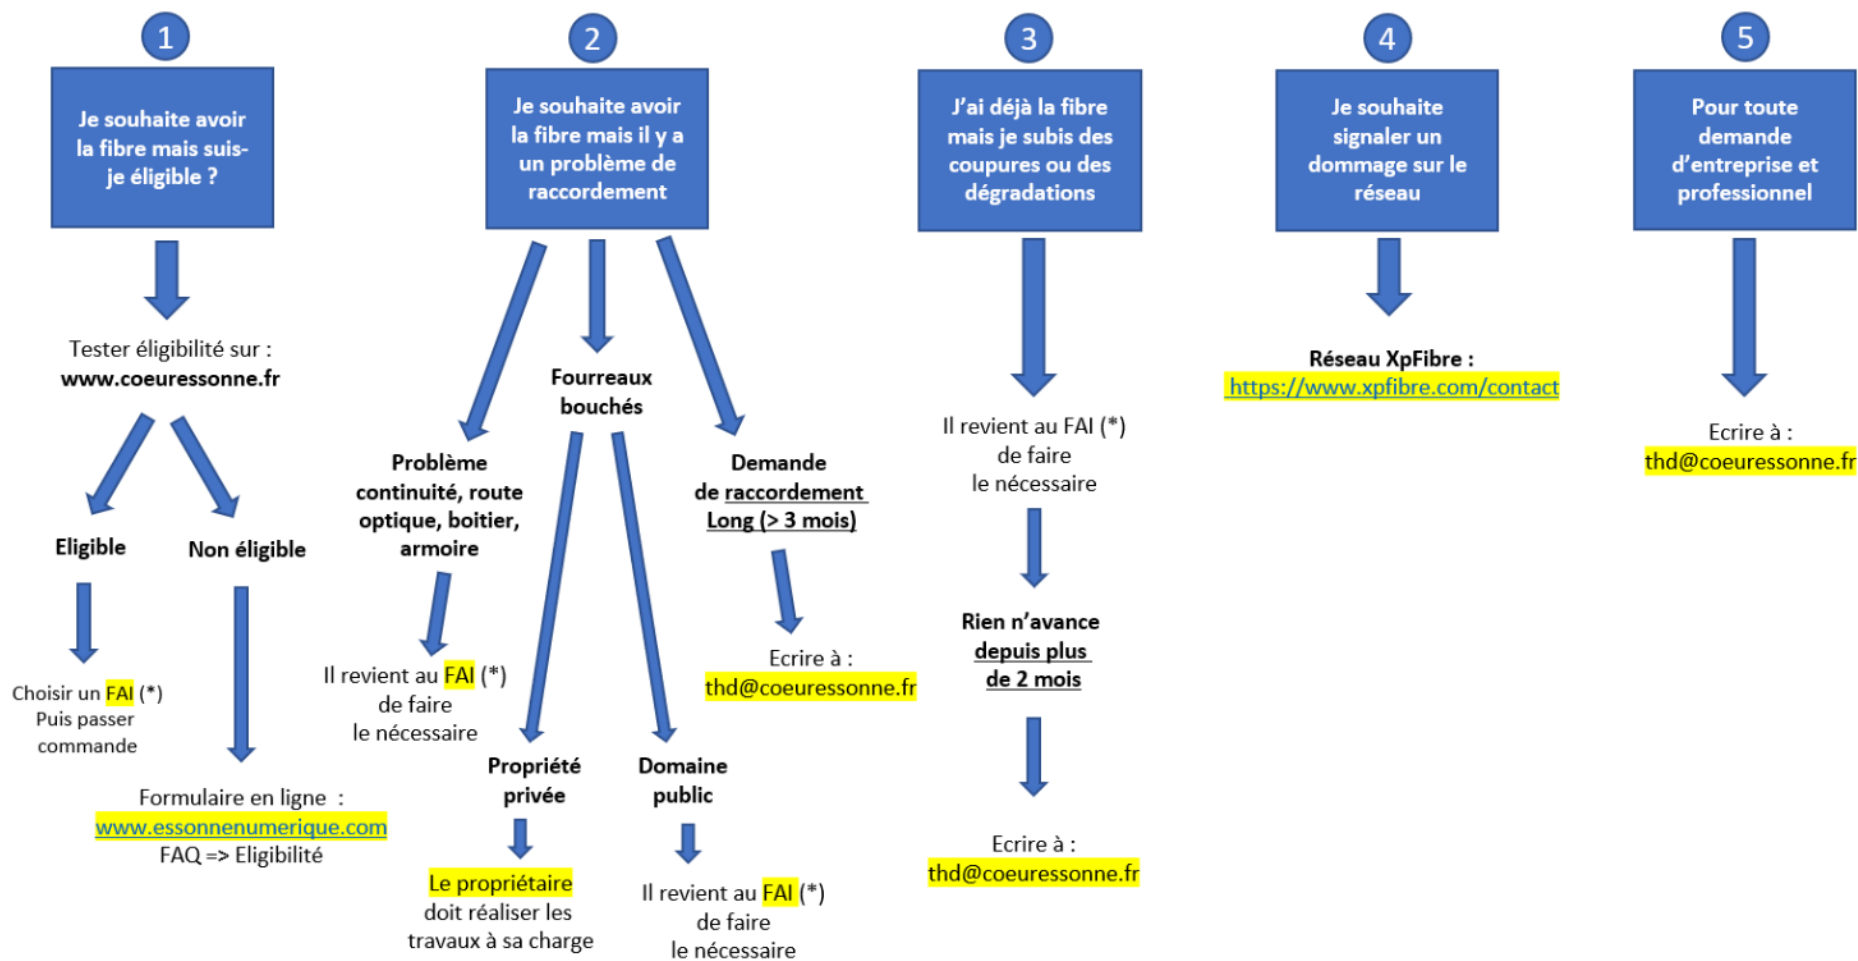 1
Je souhaite avoir
la fibre mais suis-
je éligible ?
Tester éligibilité sur :
www.coeuressonne.fr
Eligible
Non éligible
Choisir un FAI (*)
Puis passer
commande
Formulaire en ligne :
www.essonnenumerique.com
FAQ => Eligibilité
2
Je souhaite avoir
la fibre mais il y a
un problème de
raccordement
Problème
continuité, route
optique, boitier,
armoire
Il revient au FAI (*)
de faire
le nécessaire
Fourreaux
bouchés
Propriété
privée
Le propriétaire
doit réaliser les
travaux à sa charge
Domaine
public
Il revient au FAI (*)
de faire
le nécessaire
Demande
de raccordement
Long (> 3 mois)
Ecrire à :
thd@coeuressonne.fr
3
J’ai déjà la fibre
mais je subis des
coupures ou des
dégradations
Il revient au FAI (*)
de faire
le nécessaire
Rien n’avance
depuis plus
de 2 mois
Ecrire à :
thd@coeuressonne.fr
4
Je souhaite
signaler un
dommage sur le
réseau
Réseau XpFibre :
https://www.xpfibre.com/contact
5
Pour toute
demande
d’entreprise et
professionnel
Ecrire à :
thd@coeuressonne.fr